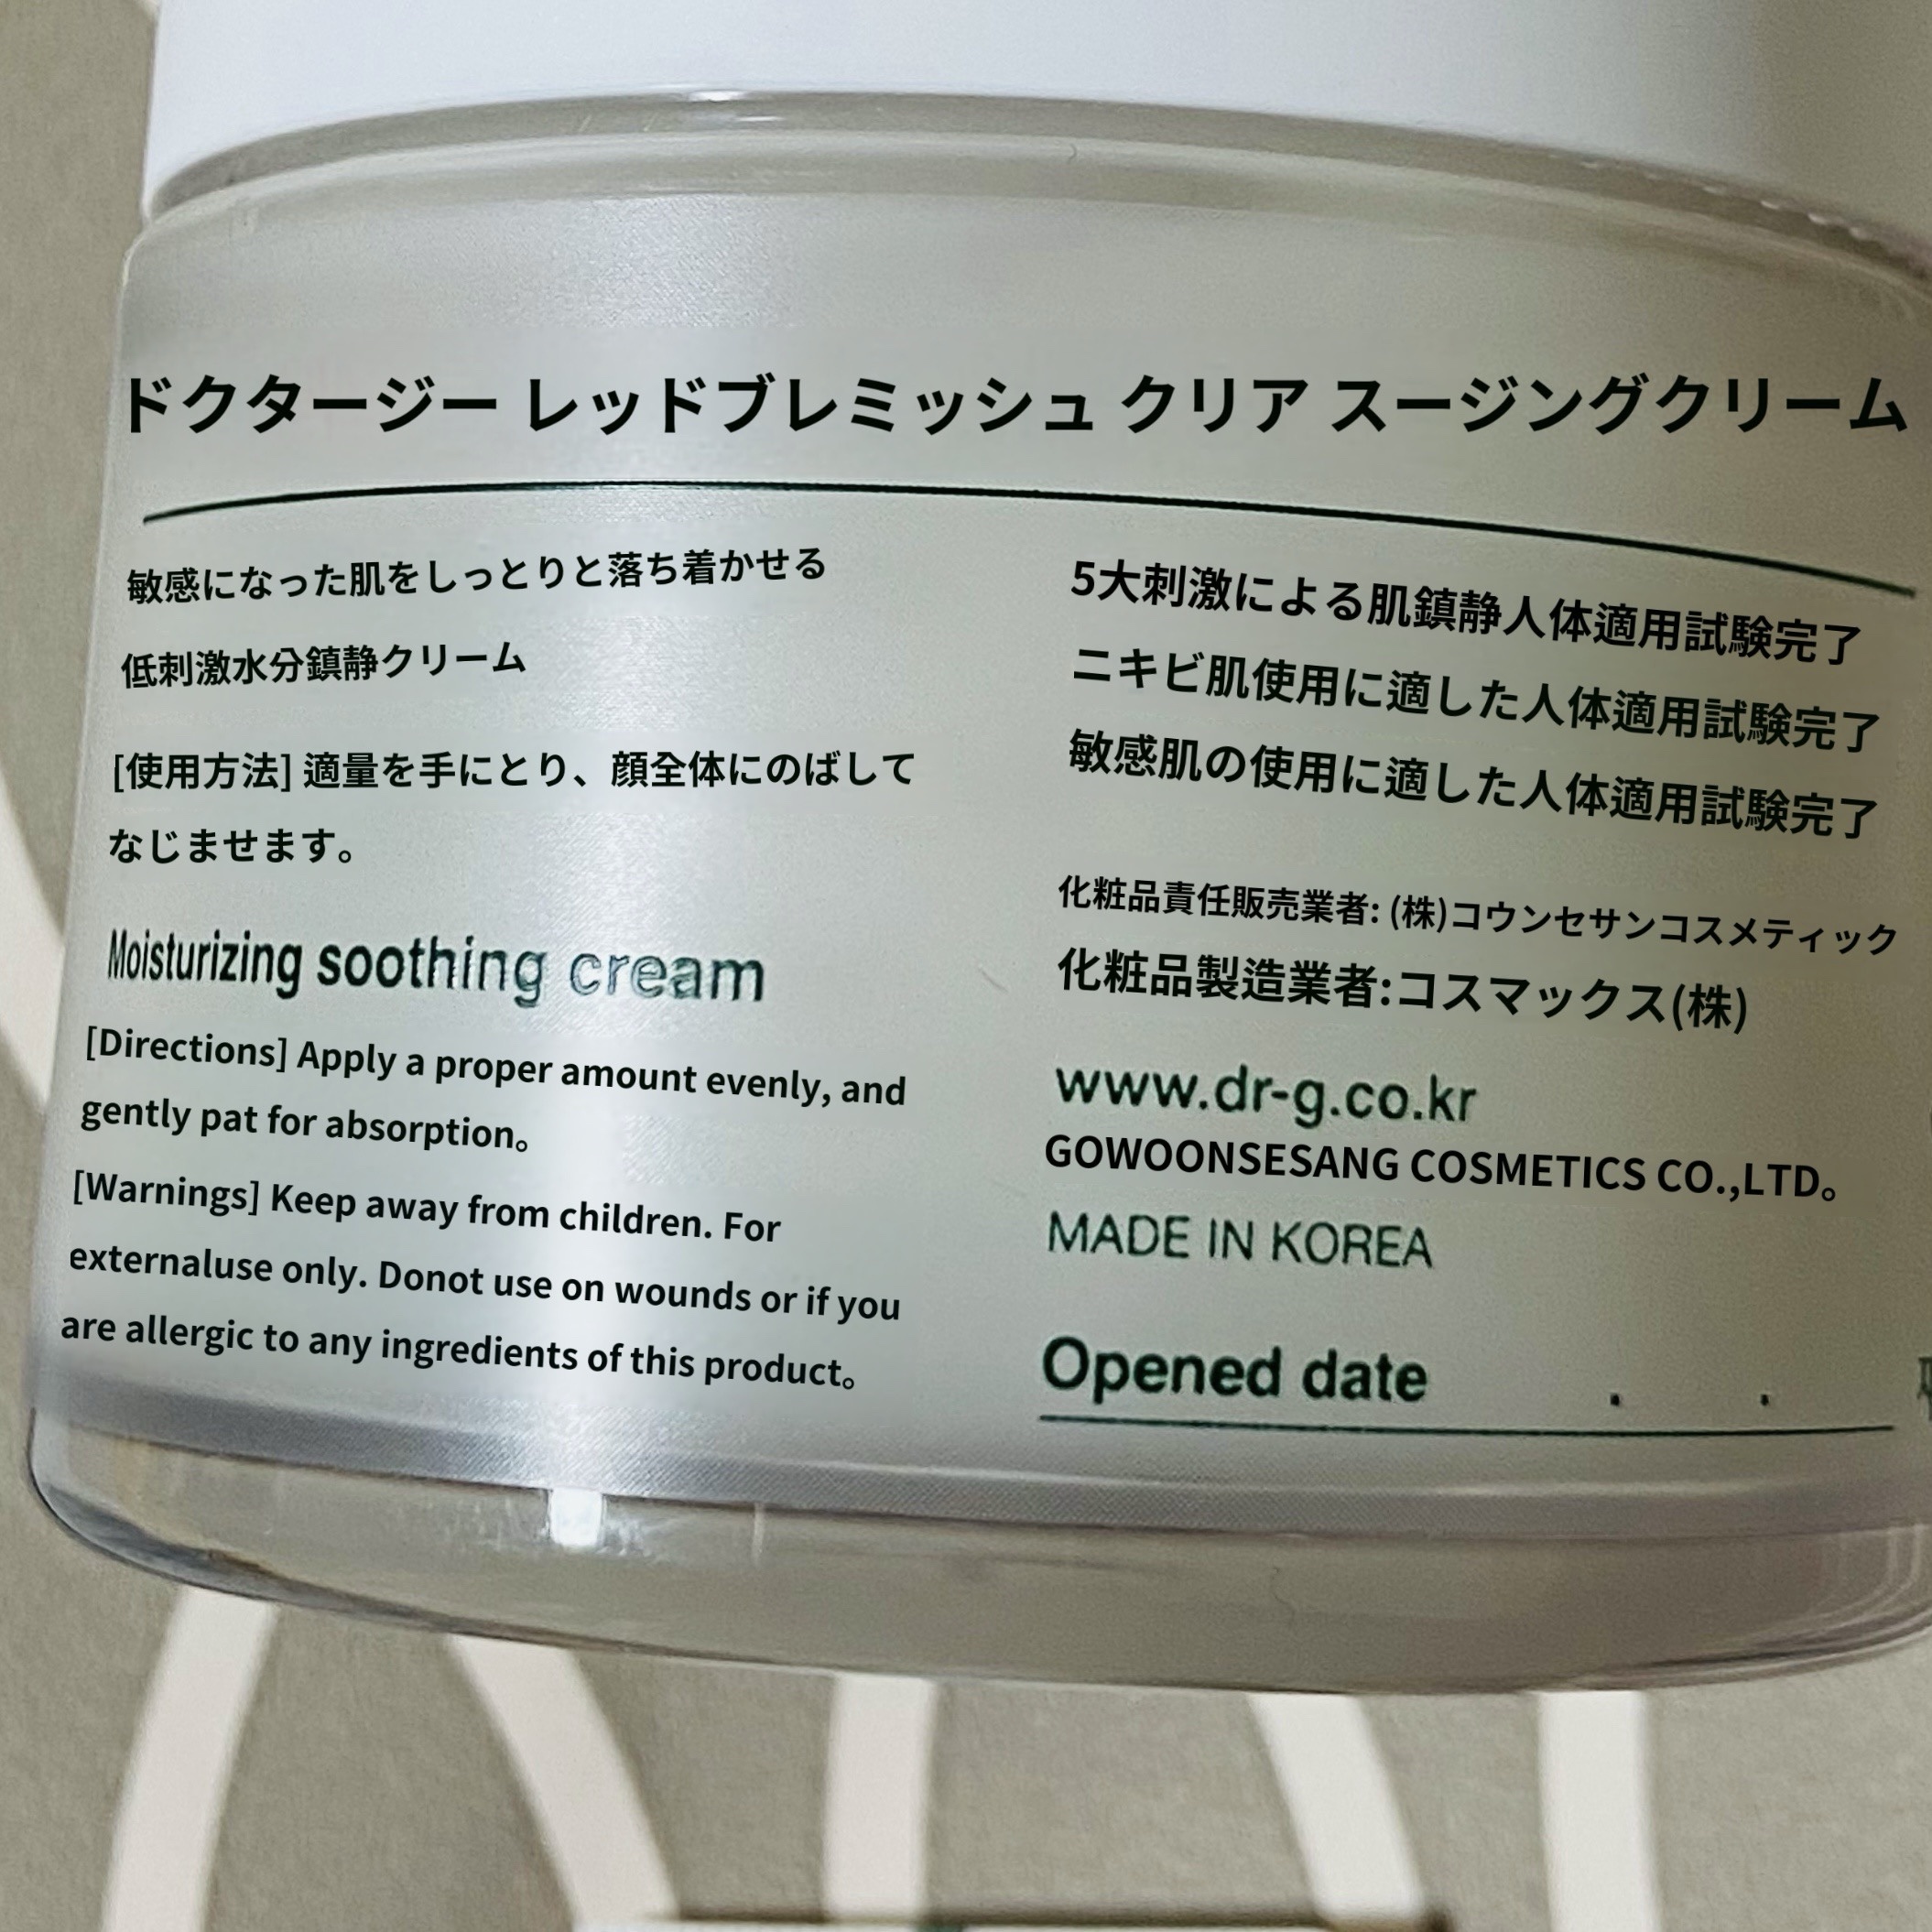 ドクタージー レッドブレミッシュ クリア スージングクリーム
敏感になった肌をしっとりと落ち着かせる
低刺激水分鎮静クリーム
[使用方法] 適量を手にとり、顔全体にのばして
なじませます。
Moisturizing soothing cream
[Directions] Apply a proper amount evenly, and
gently pat for absorption。
[Warnings] Keep away from children. For
externaluse only. Donot use on wounds or if you
are allergic to any ingredients of this product。
5大刺激による肌鎮静人体適用試験完了
ニキビ肌使用に適した人体適用試験完了
敏感肌の使用に適した人体適用試験完了
化粧品責任販売業者: (株)コウンセサンコスメティック
化粧品製造業者:コスマックス(株)
www.dr-g.co.kr
GOWOONSESANG COSMETICS CO.,LTD。
MADE IN KOREA
Opened date . .